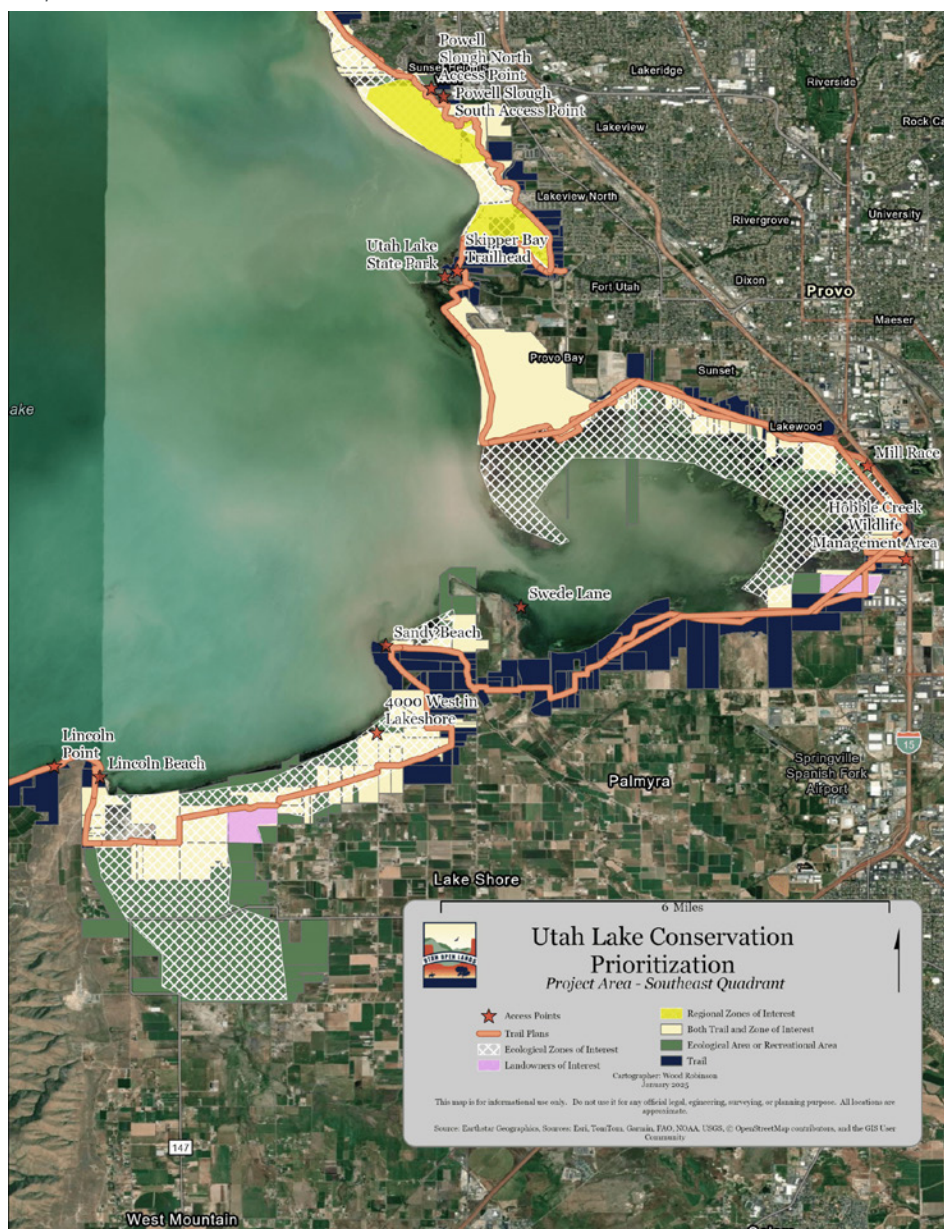 Powell
Slough North
Access Point
Powell Slough
South Access Point
Lakeridge
Riverside
Rock Ca
Lakeview
Lakeview North
University
Rivergrove
Skipper Bay
Trailhead
Utah Lake
State Park
Fort Utah
Dixon
Provo
Maeser
Provo Bay
Sunset
ake
Lakewood
Mill Race
Hobble Creek
Wildlife
Management Area
Swede Lane
Sandy Beach
4000 West in
Lakeshore
Lincoln
Point
Lincoln Beach
15
Springville
Spanish Fork
Airport
Palmyra
Lake Shore
6 Miles
UTAH OPEN LANDS
Utah Lake Conservation
Prioritization
Project Area - Southeast Quadrant
Access Points
Trail Plans
Ecological Zones of Interest
Landowners of Interest
Regional Zones of Interest
Both Trail and Zone of Interest
Ecological Area or Recreational Area
Trail
Cartographer: Wood Robinson
January 2025
This map is for informational use only. Do not use it for any official legal, egineering, surveying, or planning purpose. All locations are
approximate.
Source: Earthstar Geographics, Sources: Esri, TomTom, Garmin, FAO, NOAA, USGS, © OpenStreetMap contributors, and the GIS User
Community
147
West Mountain